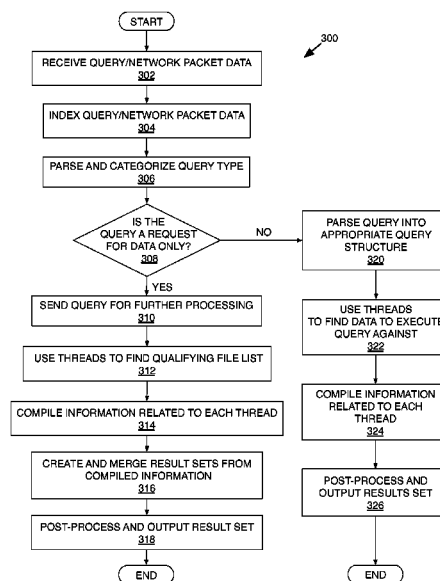 START
300
RECEIVE QUERY/NETWORK PACKET DATA
302
INDEX QUERY/NETWORK PACKET DATA
304
PARSE AND CATEGORIZE QUERY TYPE
306
IS THE
QUERY A REQUEST
FOR DATA ONLY?
308
NO
YES
SEND QUERY FOR FURTHER PROCESSING
310
USE THREADS TO FIND QUALIFYING FILE LIST
312
COMPILE INFORMATION RELATED TO EACH THREAD
314
CREATE AND MERGE RESULT SETS FROM
COMPILED INFORMATION
316
POST-PROCESS AND OUTPUT RESULT SET
318
END
PARSE QUERY INTO
APPROPRIATE QUERY
STRUCTURE
320
USE THREADS
TO FIND DATA TO EXECUTE
QUERY AGAINST
322
COMPILE INFORMATION
RELATED TO EACH
THREAD
324
POST-PROCESS AND
OUTPUT RESULTS SET
326
END